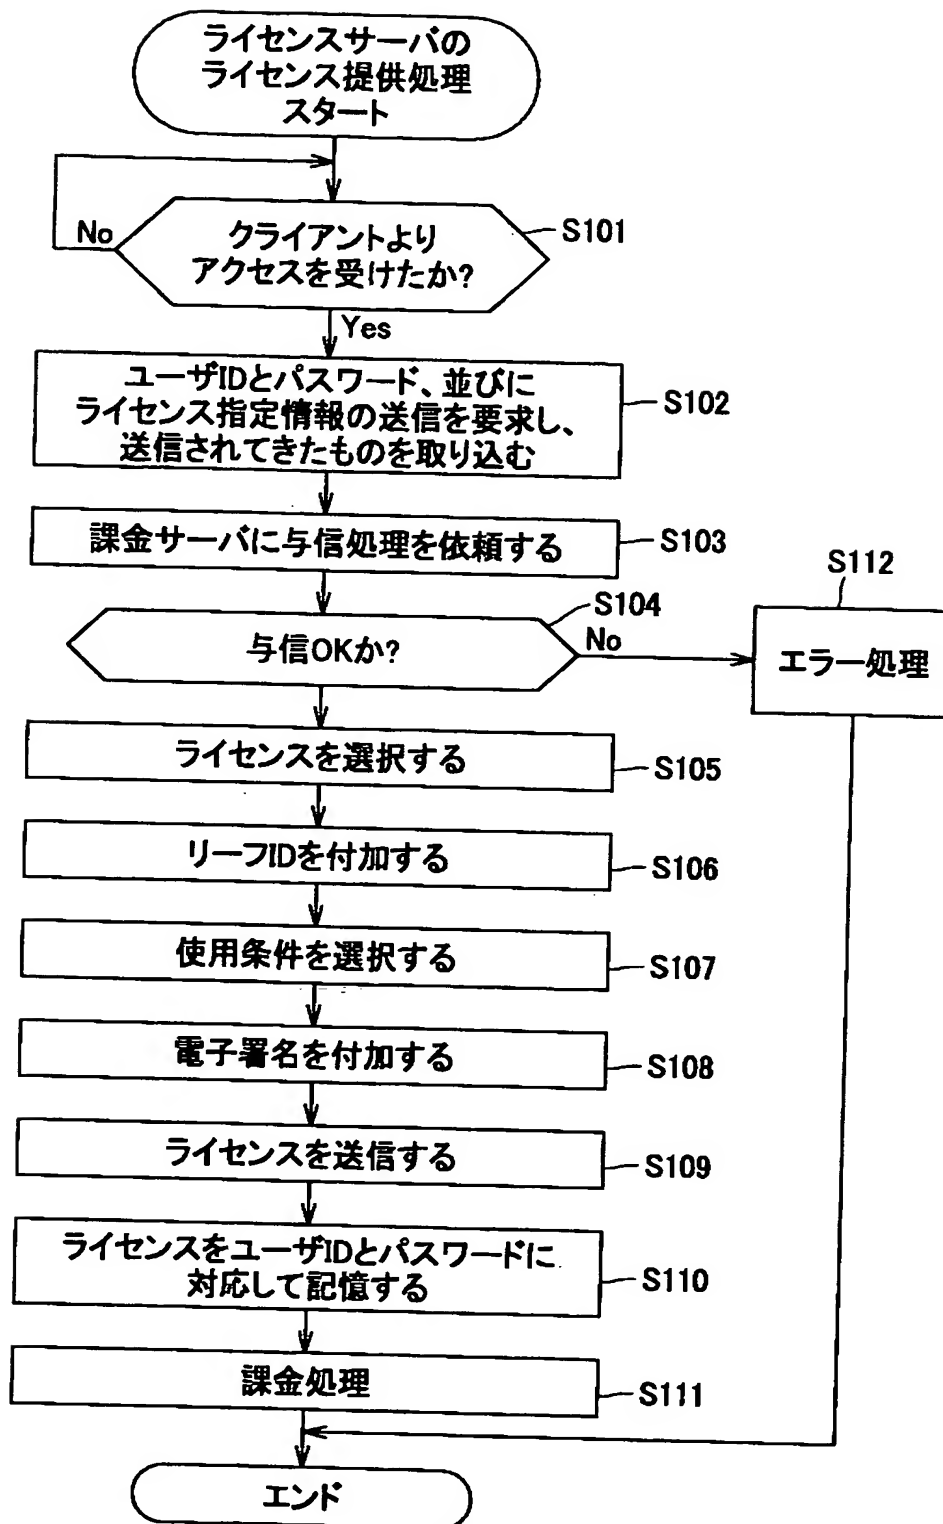 ライセンスサーバの
ライセンス提供処理
スタート
No
クライアントより
アクセスを受けたか?
S101
Yes
ユーザIDとパスワード、並びに
ライセンス指定情報の送信を要求し、
送信されてきたものを取り込む
S102
課金サーバに与信処理を依頼する
S103
S104
与信OKか?
No
S112
エラー処理
ライセンスを選択する
S105
リーフIDを付加する
S106
使用条件を選択する
S107
電子署名を付加する
S108
ライセンスを送信する
S109
ライセンスをユーザIDとパスワードに
対応して記憶する
S110
課金処理
S111
エンド